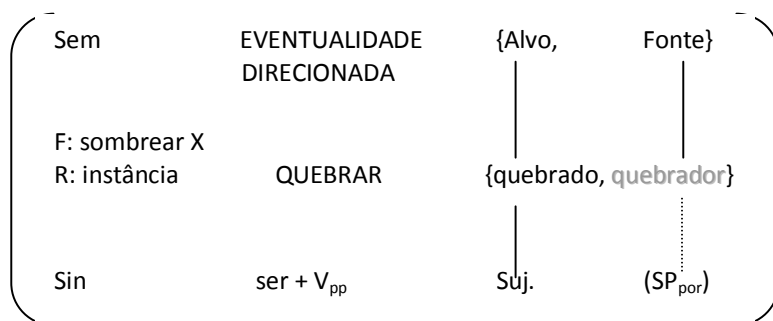 Sem EVENTUALIDADE {Alvo, Fonte}
DIRECIONADA
F: sombrear X
R: instância QUEBRAR {quebrado, quebrador}
Sin ser + Vpp Suj. (SPpor)